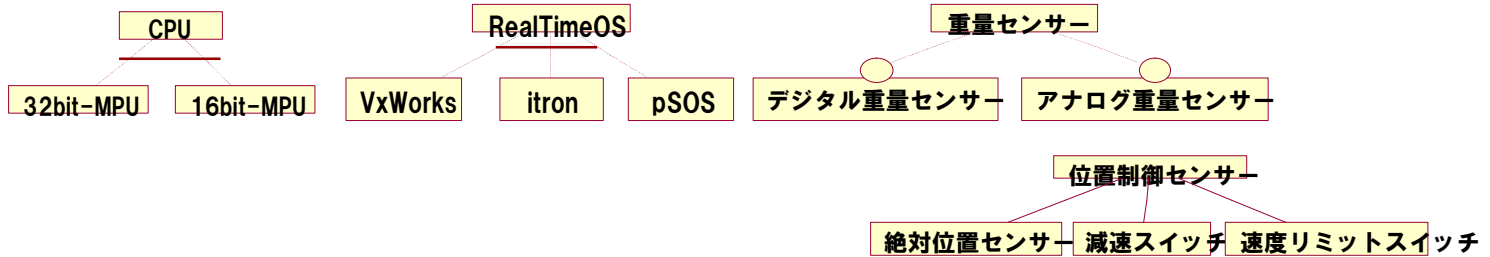 CPU
RealTimeOS
重量センサー
32bit-MPU
16bit-MPU
VxWorks
itron
pSOS
デジタル重量センサー
アナログ重量センサー
位置制御センサー
絶対位置センサー
減速スイッチ
速度リミットスイッチ